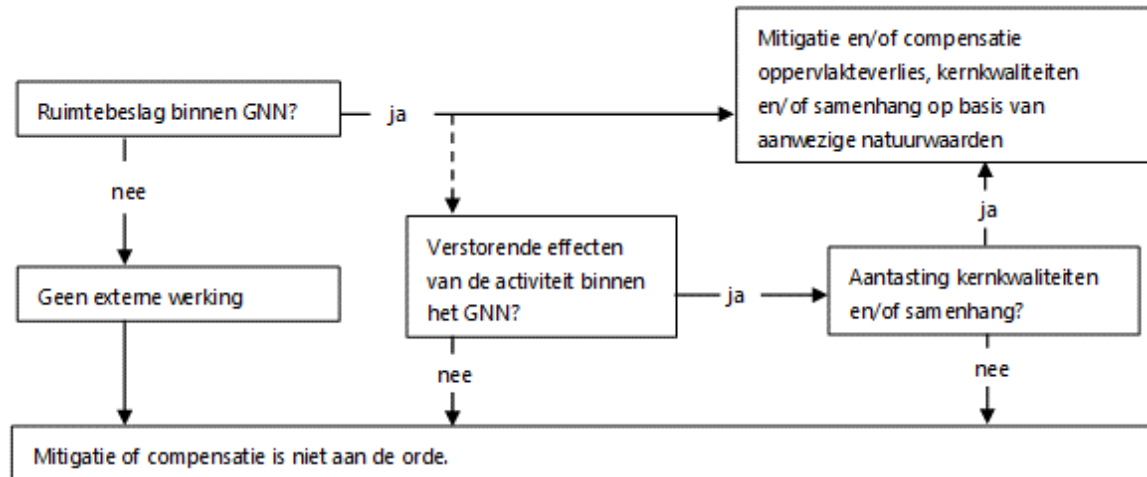 Ruimtebeslag binnen GNN?
ja
Mitigatie en/of compensatie
oppervlakteverlies, kernkwaliteiten
en/of samenhang op basis van
aanwezige natuurwaarden
nee
ja
Geen externe werking
Verstorende effecten
van de activiteit binnen
het GNN?
ja
Aantasting kernkwaliteiten
en/of samenhang?
nee
nee
Mitigatie of compensatie is niet aan de orde.